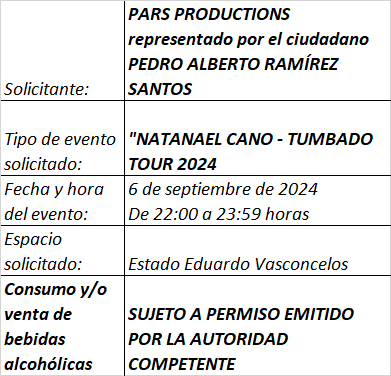 Solicitante:
PARS PRODUCTIONS
representado por el ciudadano
PEDRO ALBERTO RAMÍREZ
SANTOS
Tipo de evento
solicitado:
"NATANAEL CANO - TUMBADO
TOUR 2024
Fecha y hora
del evento:
6 de septiembre de 2024
De 22:00 a 23:59 horas
Espacio
solicitado:
Estado Eduardo Vasconcelos
Consumo y/o
venta de
bebidas
alcohólicas
SUJETO A PERMISO EMITIDO
POR LA AUTORIDAD
COMPETENTE